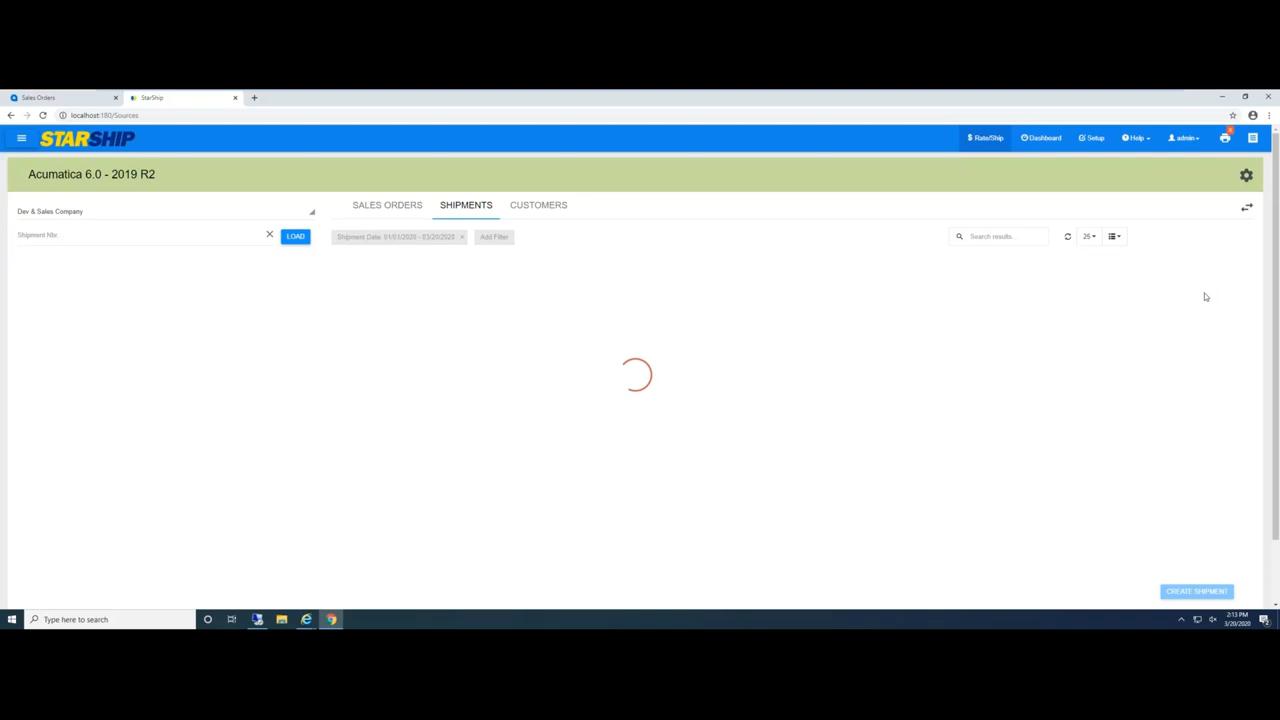 Sales Orders
StarShip
localhost:180/Sources
STARSHIP
$ Rate/Ship
Dashboard
Setup
Help
admin
Acumatica 6.0 - 2019 R2
Dev & Sales Company
SALES ORDERS
SHIPMENTS
CUSTOMERS
Shipment Nbr.
LOAD
Shipment Date: 01/01/2020 - 03/20/2020 ×
Add Filter
Search results...
25
CREATE SHIPMENT
Type here to search
2:13 PM
3/20/2020